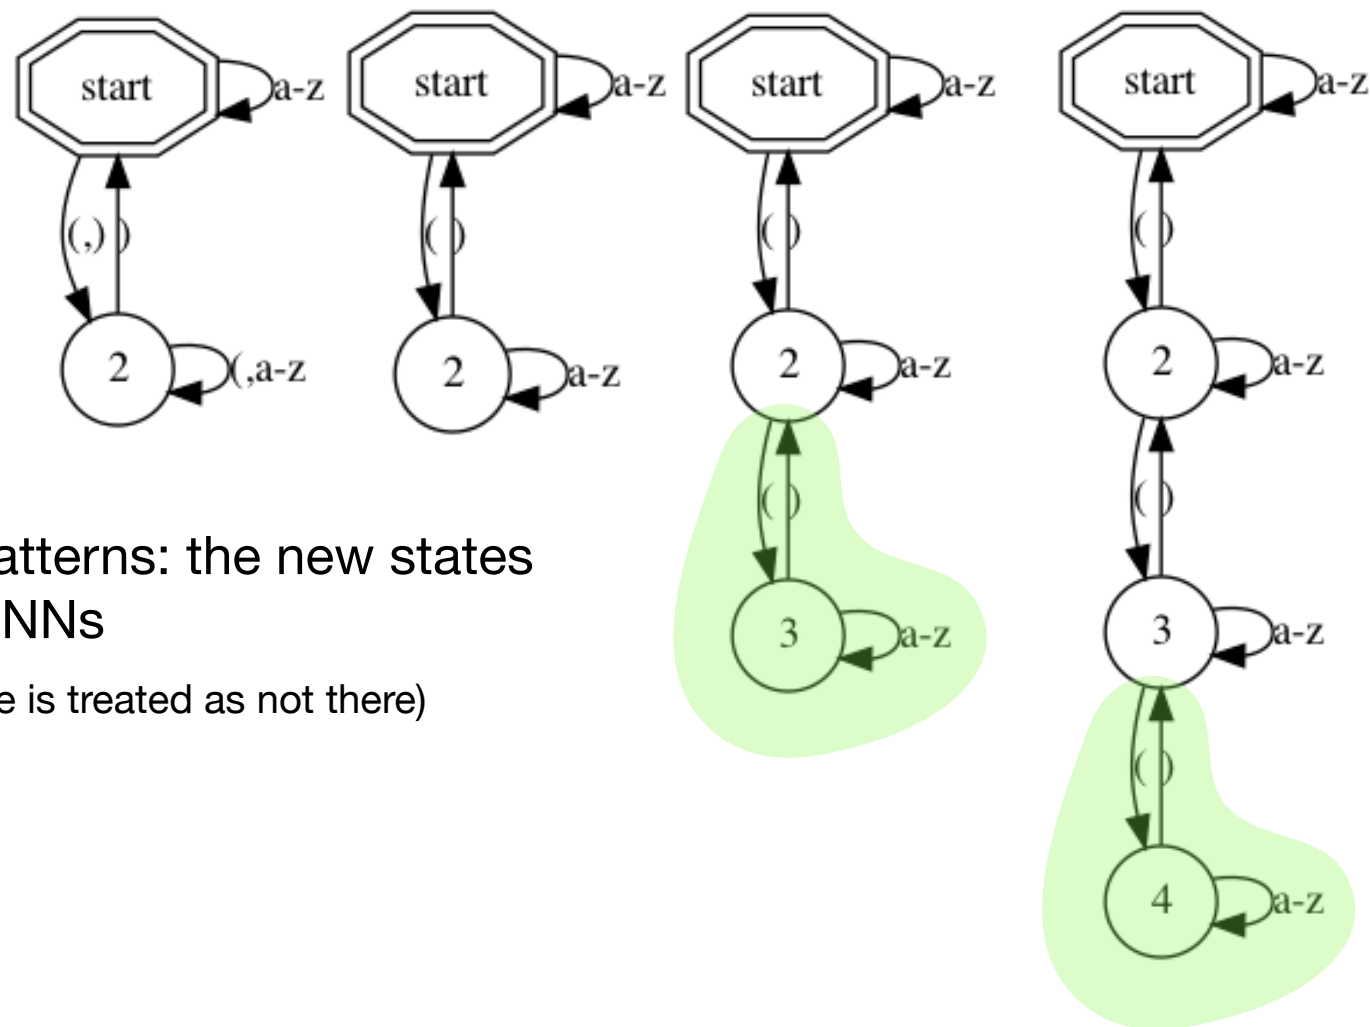 start a-z start a-z start a-z start a-z
(,) ) ( ) ( ) ( )
2 (,a-z 2 a-z 2 a-z 2 a-z
( ) ( )
atterns: the new states
NNs
3 a-z 3 a-z
e is treated as not there)
( )
4 a-z